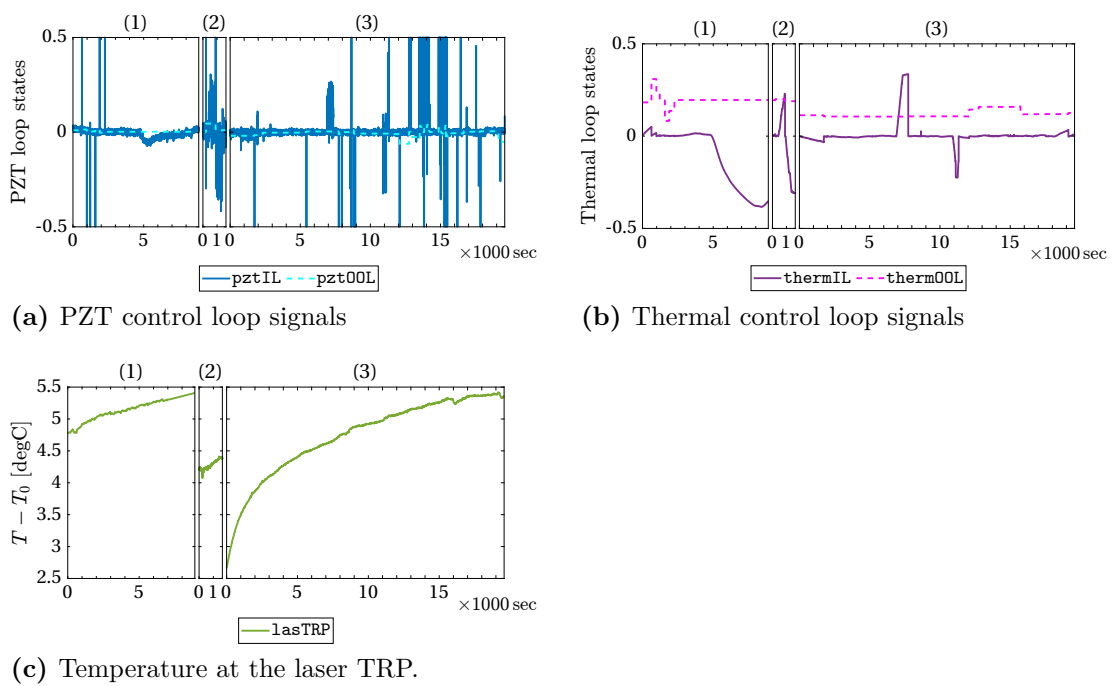 (1) (2) (3)
0.5
0
-0.5
PZT loop states
0 5 0 1 0 5 10 15
×1000 sec
pztIL pztOOL
(a) PZT control loop signals
(1) (2) (3)
0.5
0
-0.5
Thermal loop states
0 5 0 1 0 5 10 15
×1000 sec
thermIL thermOOL
(b) Thermal control loop signals
(1) (2) (3)
5.5
5
4.5
4
3.5
3
2.5
T − T0 [degC]
0 5 0 1 0 5 10 15
×1000 sec
lasTRP
(c) Temperature at the laser TRP.